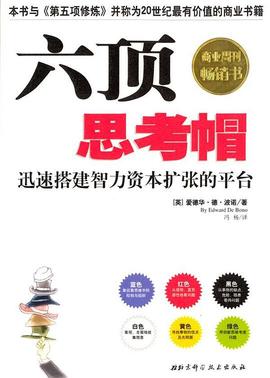 本书与《第五项修炼》并称为20世纪最有价值的商业书籍
六顶
商业周刊
畅销书
思考帽
迅速搭建智力资本扩张的平台
[英] 爱德华·德·波诺/著
By Edward De Bono
冯杨/译
蓝色
红色
黑色
白色
黄色
绿色
北京科学技术出版社